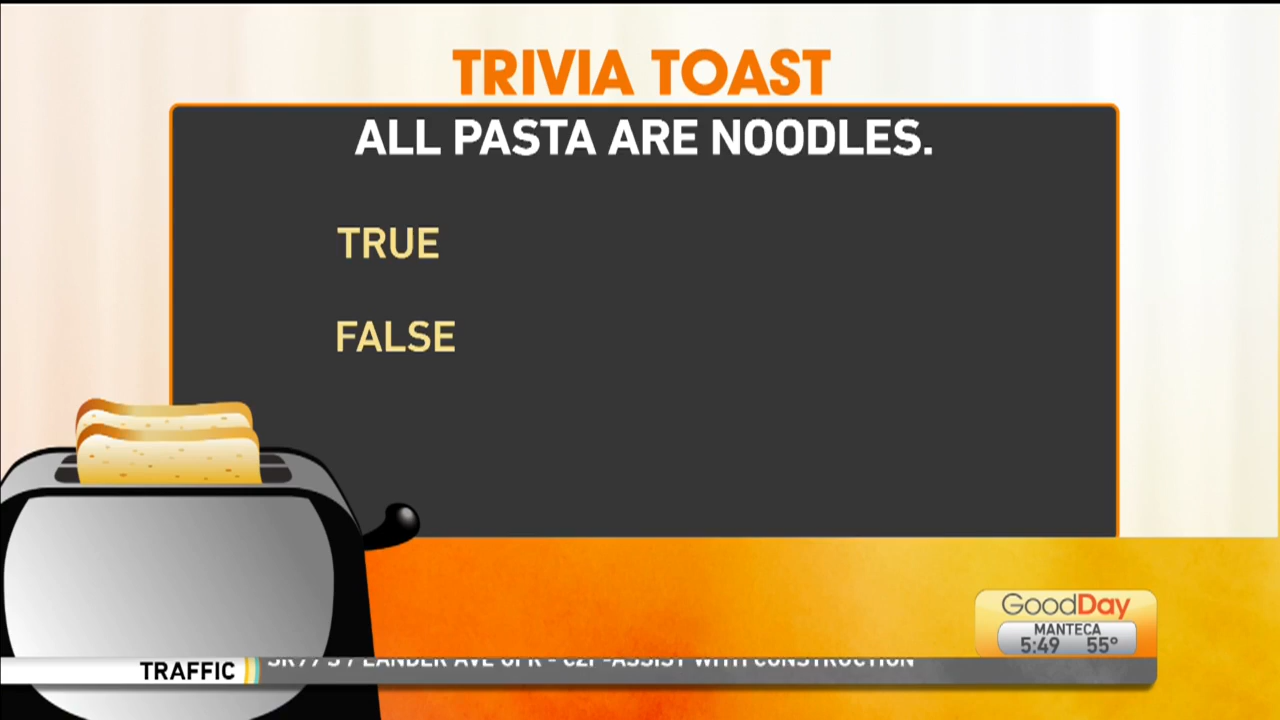 TRIVIA TOAST
ALL PASTA ARE NOODLES.
TRUE
FALSE
GoodDay
MANTECA
5:49 55°
TRAFFIC
LANDER AVE OFR - CZP-ASSIST WITH CONSTRUCTION